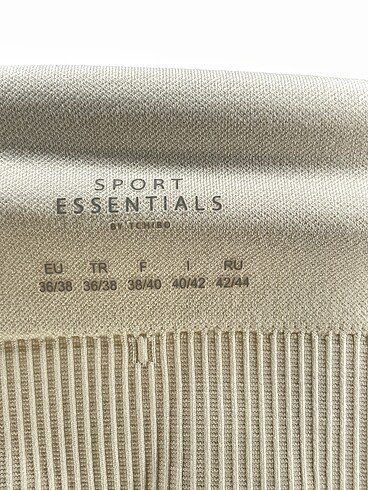 SPORT
ESSENTIALS
BY TCHIBO
EU TR F I RU
36/38 36/38 38/40 40/42 42/44